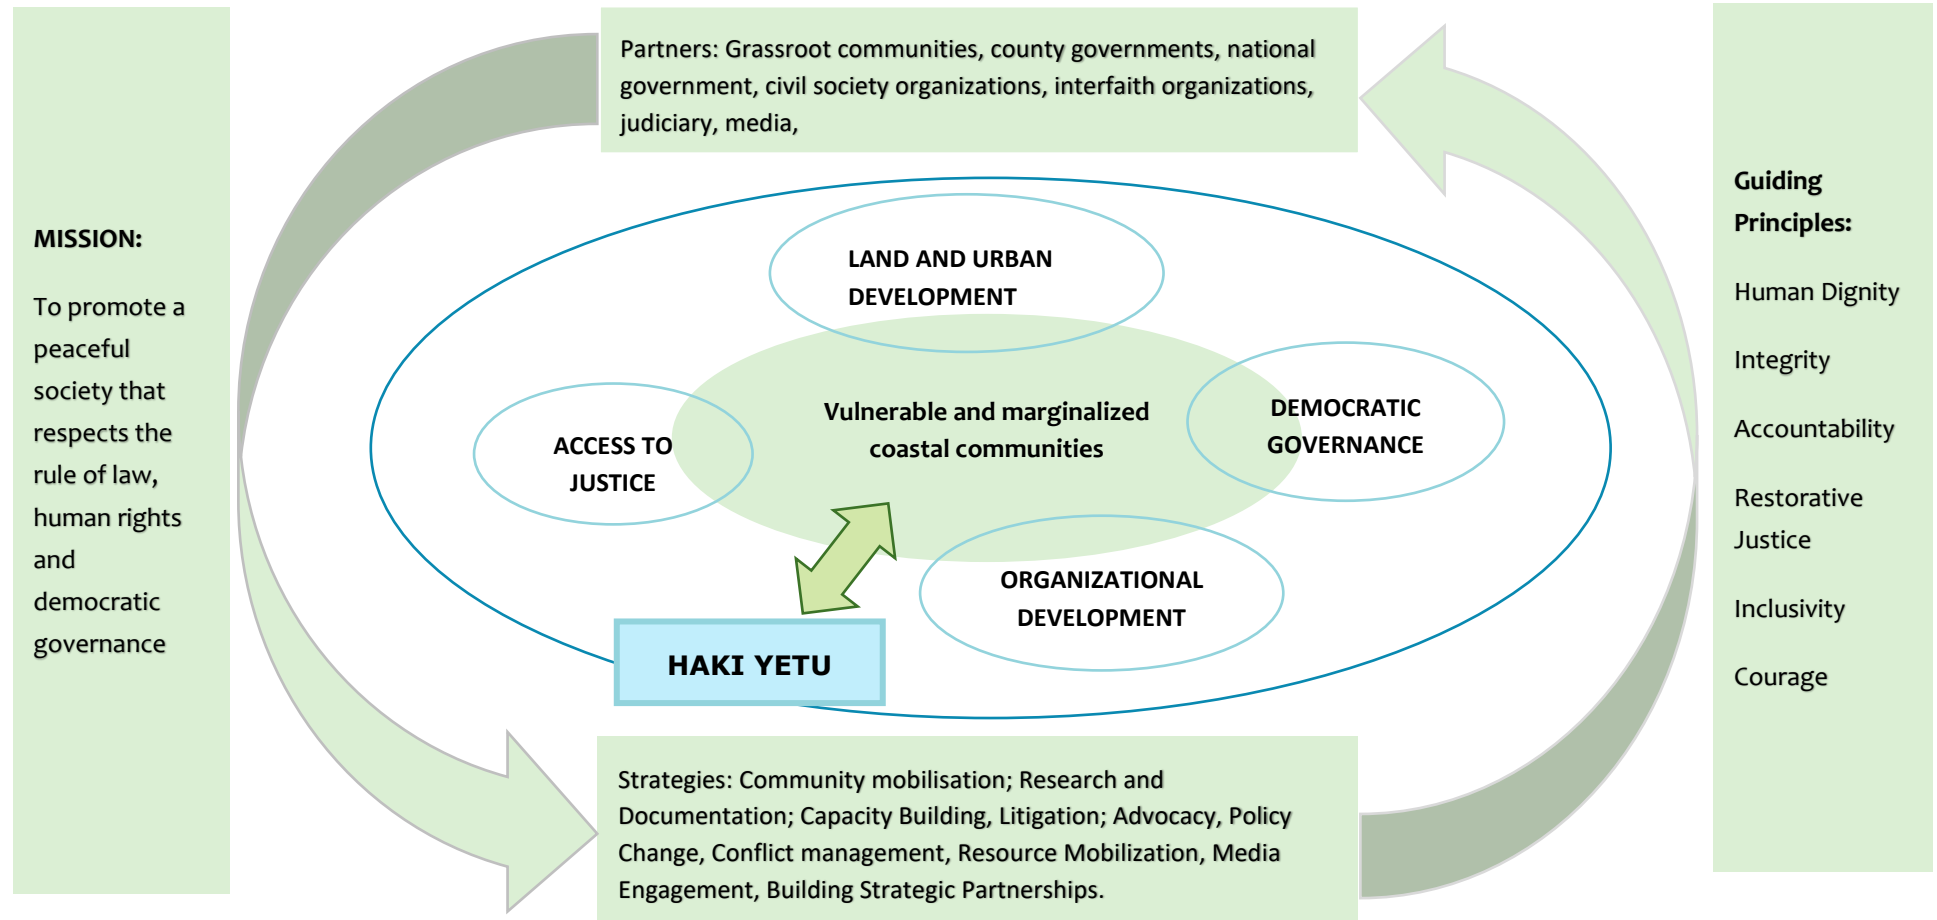 MISSION:
To promote a
peaceful
society that
respects the
rule of law,
human rights
and
democratic
governance
Partners: Grassroot communities, county governments, national
government, civil society organizations, interfaith organizations,
judiciary, media,
LAND AND URBAN
DEVELOPMENT
Vulnerable and marginalized
coastal communities
DEMOCRATIC
GOVERNANCE
ACCESS TO
JUSTICE
ORGANIZATIONAL
DEVELOPMENT
HAKI YETU
Strategies: Community mobilisation; Research and
Documentation; Capacity Building, Litigation; Advocacy, Policy
Change, Conflict management, Resource Mobilization, Media
Engagement, Building Strategic Partnerships.
Guiding
Principles:
Human Dignity
Integrity
Accountability
Restorative
Justice
Inclusivity
Courage